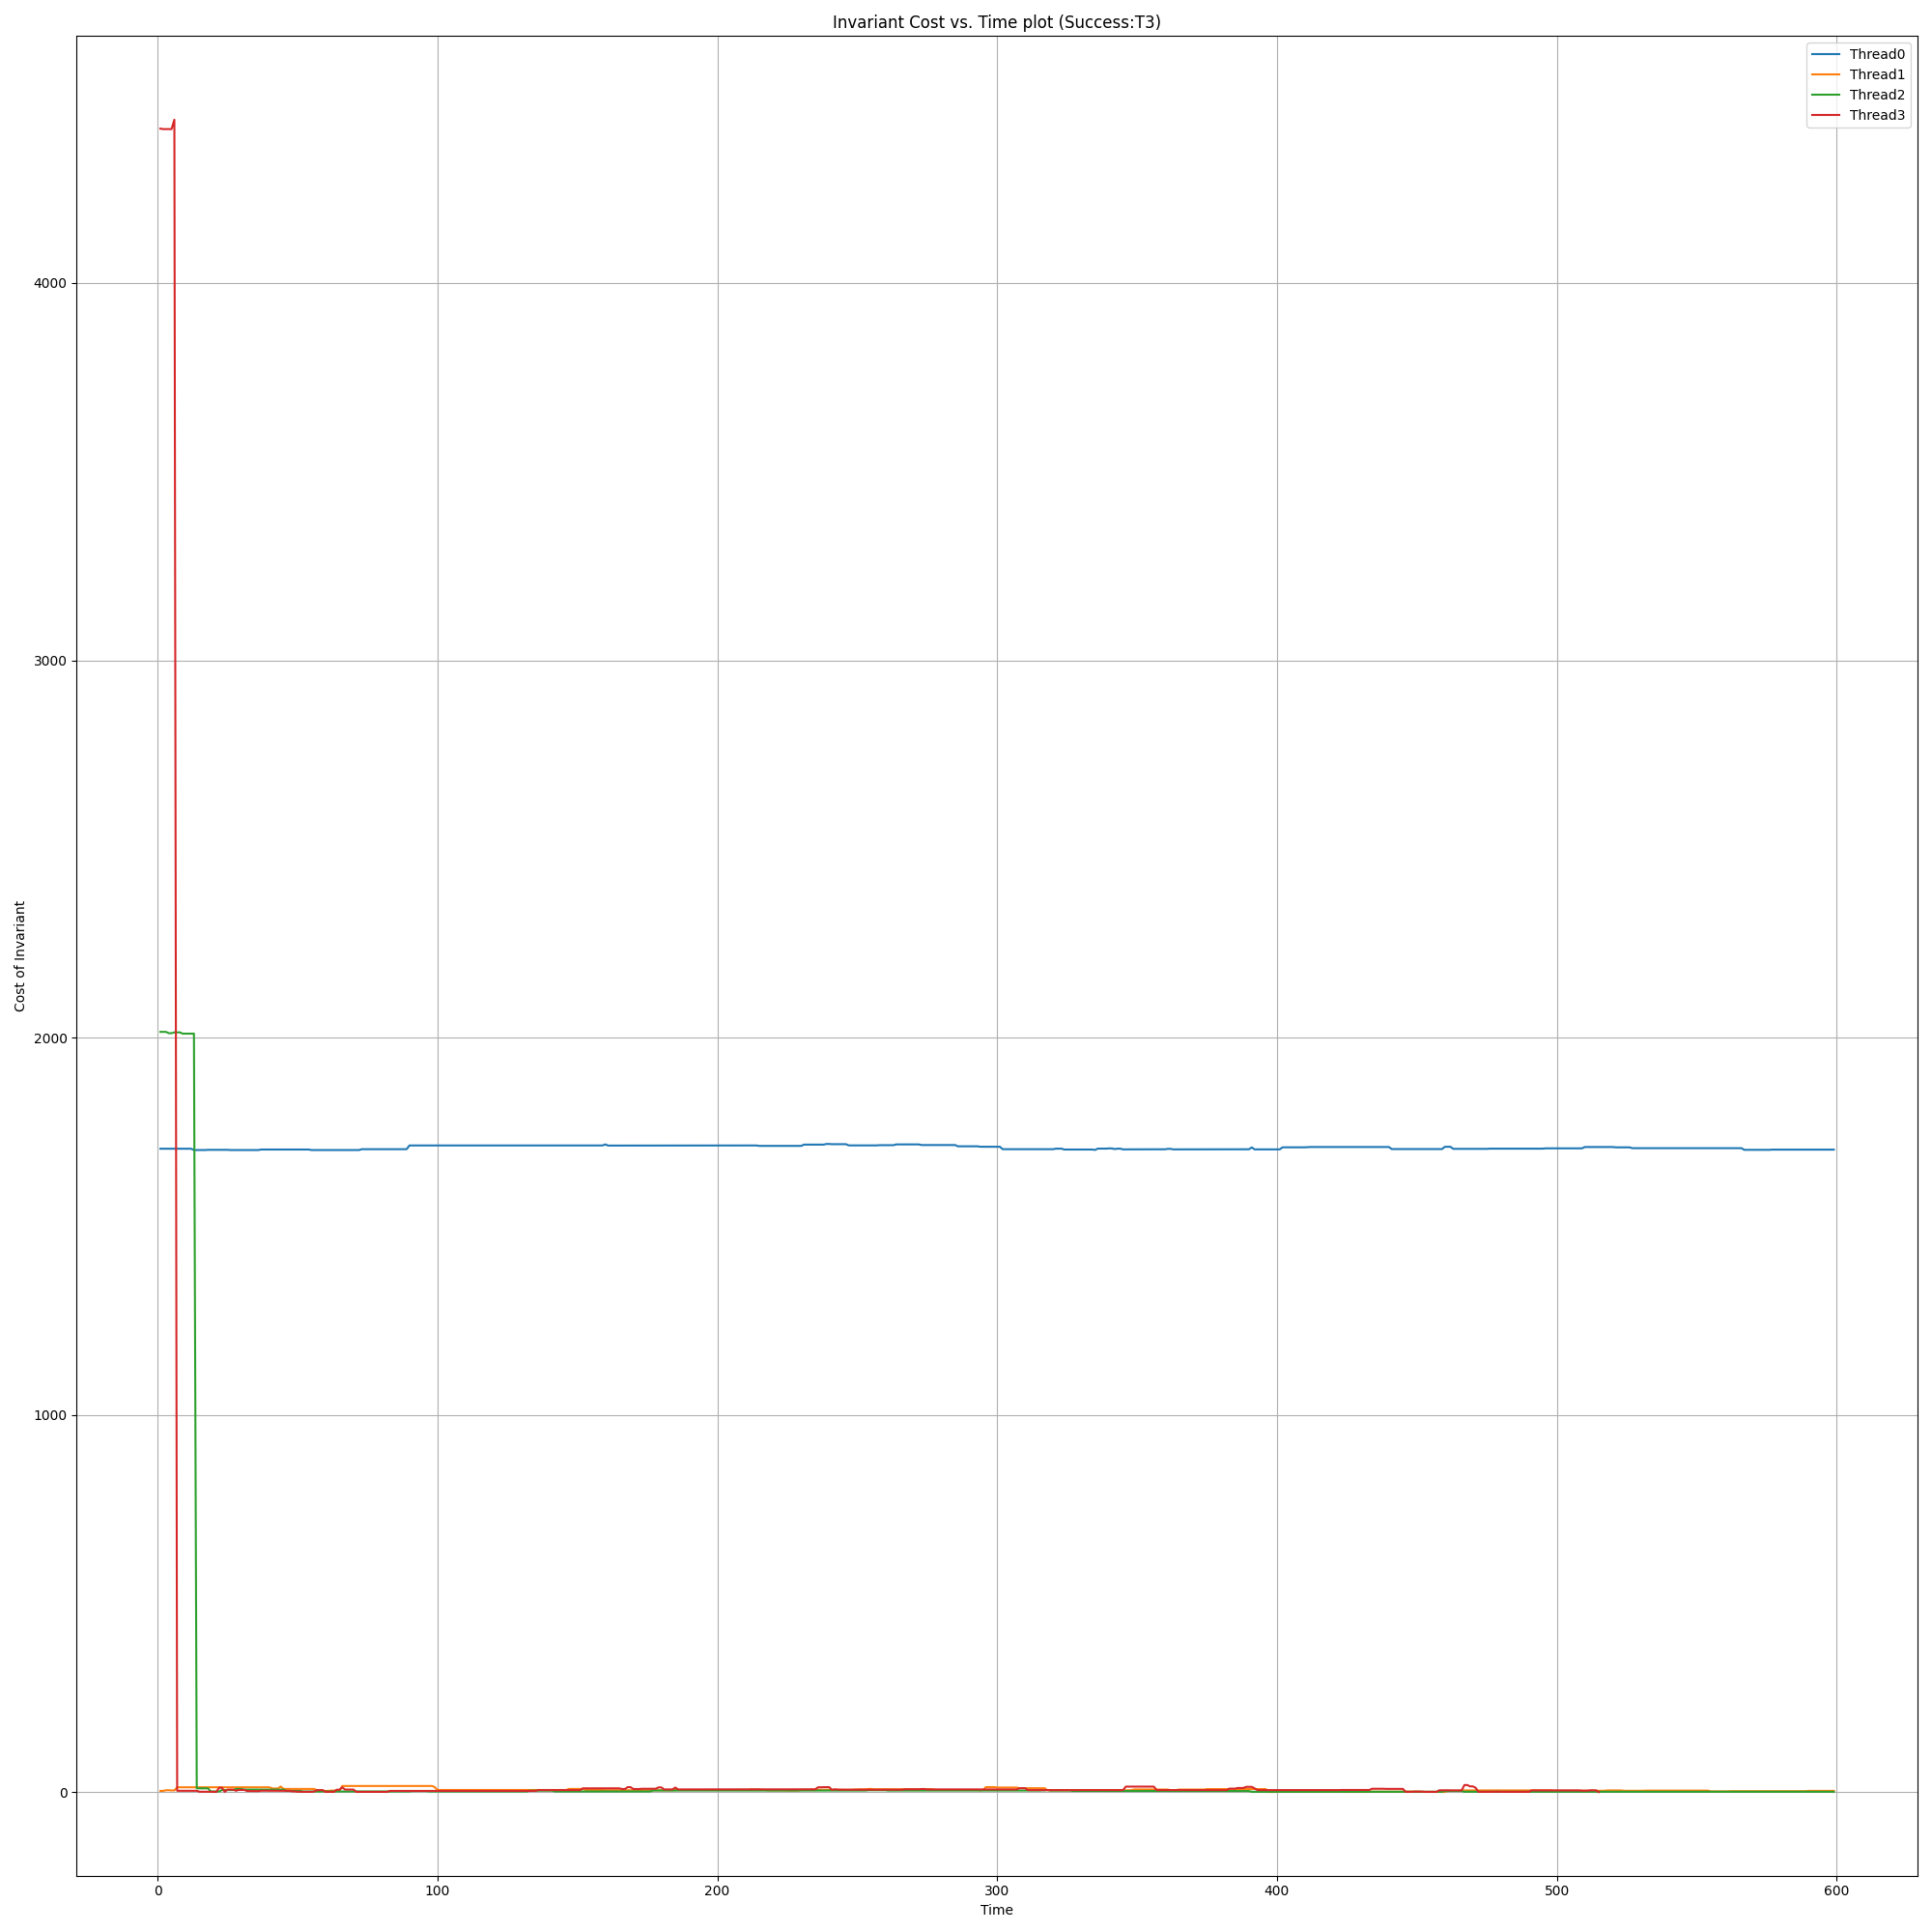 Invariant Cost vs. Time plot (Success:T3)
Thread0
Thread1
Thread2
Thread3
4000
3000
2000
1000
0
Cost of Invariant
0 100 200 300 400 500 600
Time